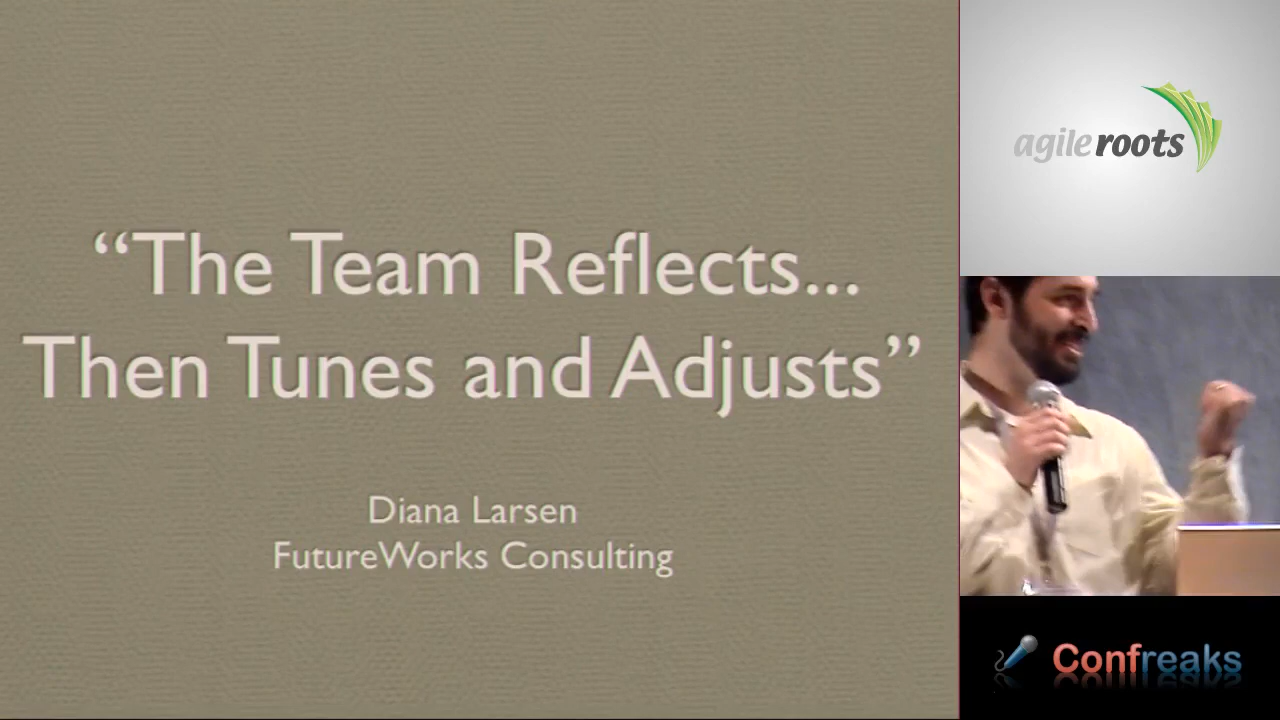 “The Team Reflects...
Then Tunes and Adjusts”
Diana Larsen
FutureWorks Consulting
agile roots
Confreaks